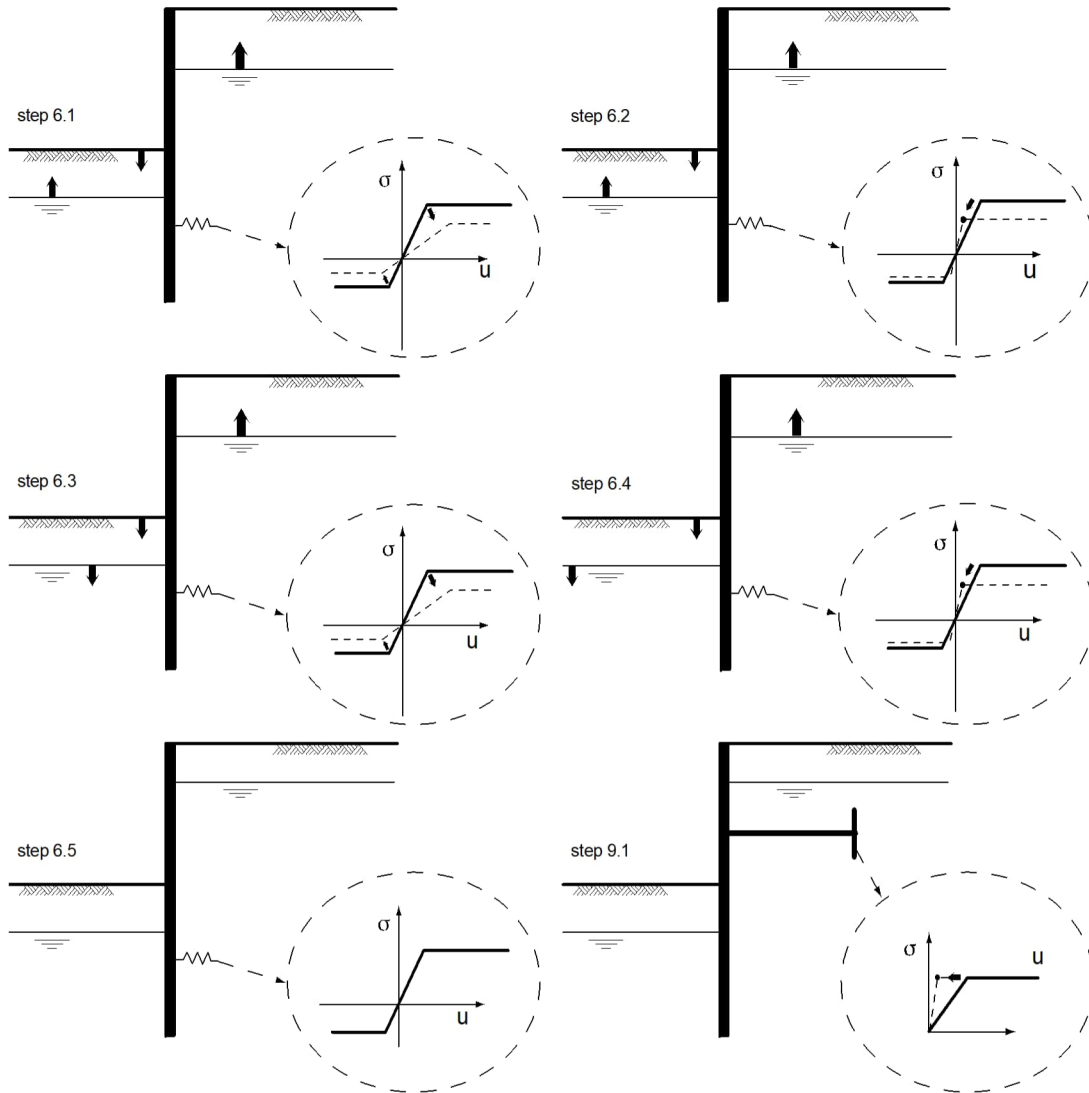 step 6.1
σ
u
step 6.2
σ
u
step 6.3
σ
u
step 6.4
σ
u
step 6.5
σ
u
step 9.1
σ
u